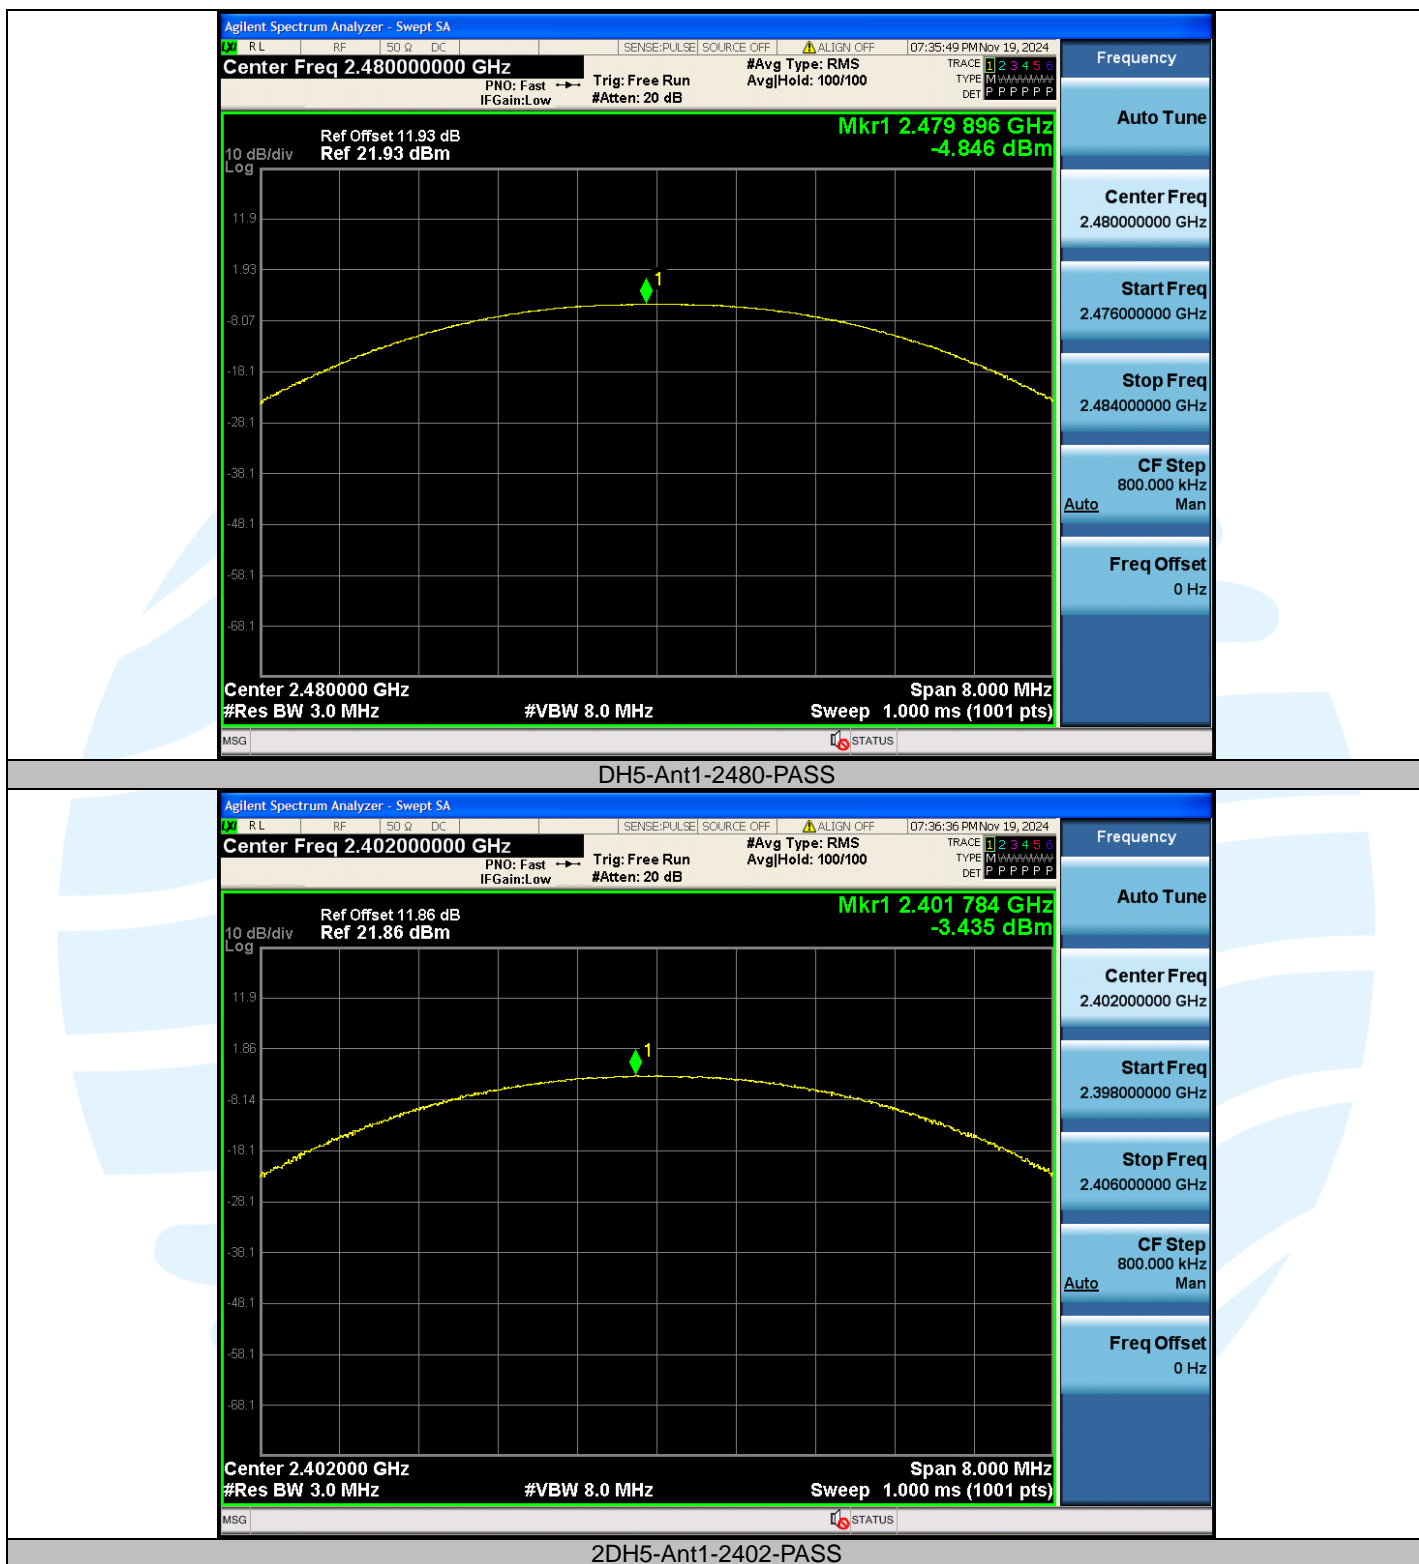 Agilent Spectrum Analyzer - Swept SA
LXI RL RF 50 Ω DC SENSE:PULSE SOURCE OFF ALIGN OFF 07:35:49 PM Nov 19, 2024
Center Freq 2.480000000 GHz
PNO: Fast
IFGain:Low
Trig: Free Run
#Atten: 20 dB
#Avg Type: RMS
Avg|Hold: 100/100
TRACE 1 2 3 4 5 6
TYPE M
DET P P P P P P
Mkr1 2.479 896 GHz
-4.846 dBm
Ref Offset 11.93 dB
10 dB/div Ref 21.93 dBm
Log
11.9
1.93
1
-8.07
-18.1
-28.1
-38.1
-48.1
-58.1
-68.1
Center 2.480000 GHz Span 8.000 MHz
#Res BW 3.0 MHz #VBW 8.0 MHz Sweep 1.000 ms (1001 pts)
MSG STATUS
Frequency
Auto Tune
Center Freq
2.480000000 GHz
Start Freq
2.476000000 GHz
Stop Freq
2.484000000 GHz
CF Step
800.000 kHz
Auto Man
Freq Offset
0 Hz
DH5-Ant1-2480-PASS
Agilent Spectrum Analyzer - Swept SA
LXI RL RF 50 Ω DC SENSE:PULSE SOURCE OFF ALIGN OFF 07:36:36 PM Nov 19, 2024
Center Freq 2.402000000 GHz
PNO: Fast
IFGain:Low
Trig: Free Run
#Atten: 20 dB
#Avg Type: RMS
Avg|Hold: 100/100
TRACE 1 2 3 4 5 6
TYPE M
DET P P P P P P
Mkr1 2.401 784 GHz
-3.435 dBm
Ref Offset 11.86 dB
10 dB/div Ref 21.86 dBm
Log
11.9
1.86
1
-8.14
-18.1
-28.1
-38.1
-48.1
-58.1
-68.1
Center 2.402000 GHz Span 8.000 MHz
#Res BW 3.0 MHz #VBW 8.0 MHz Sweep 1.000 ms (1001 pts)
MSG STATUS
Frequency
Auto Tune
Center Freq
2.402000000 GHz
Start Freq
2.398000000 GHz
Stop Freq
2.406000000 GHz
CF Step
800.000 kHz
Auto Man
Freq Offset
0 Hz
2DH5-Ant1-2402-PASS